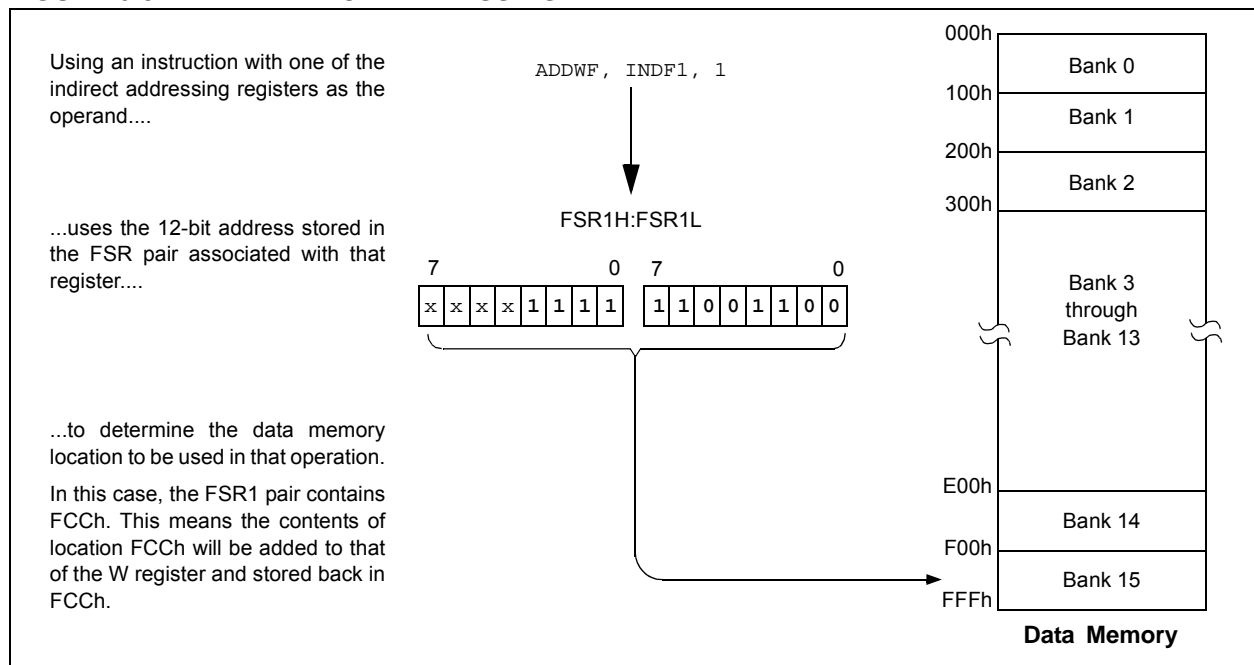 Using an instruction with one of the
indirect addressing registers as the
operand....
ADDWF, INDF1, 1
...uses the 12-bit address stored in
the FSR pair associated with that
register....
FSR1H:FSR1L
7 0 7 0
x x x x 1 1 1 1 1 1 0 0 1 1 0 0
...to determine the data memory
location to be used in that operation.
In this case, the FSR1 pair contains
FCCh. This means the contents of
location FCCh will be added to that
of the W register and stored back in
FCCh.
000h
Bank 0
100h
Bank 1
200h
Bank 2
300h
Bank 3
through
Bank 13
E00h
Bank 14
F00h
Bank 15
FFFh
Data Memory